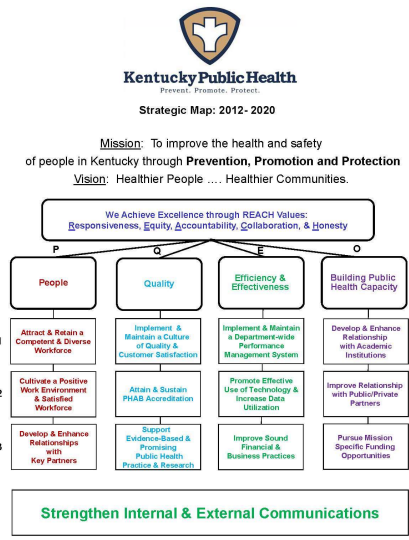 KentuckyPublicHealth
Prevent. Promote. Protect.
Strategic Map: 2012- 2020
Mission: To improve the health and safety
of people in Kentucky through Prevention, Promotion and Protection
Vision: Healthier People …. Healthier Communities.
We Achieve Excellence through REACH Values:
Responsiveness, Equity, Accountability, Collaboration, & Honesty
P
Q
E
O
People
Quality
Efficiency &
Effectiveness
Building Public
Health Capacity
Attract & Retain a
Competent & Diverse
Workforce
Implement &
Maintain a Culture
of Quality &
Customer Satisfaction
Implement & Maintain
a Department-wide
Performance
Management System
Develop & Enhance
Relationship
with Academic
Institutions
2
Cultivate a Positive
Work Environment
& Satisfied
Workforce
Attain & Sustain
PHAB Accreditation
Promote Effective
Use of Technology &
Increase Data
Utilization
Improve Relationship
with Public/Private
Partners
Develop & Enhance
Relationships
with
Key Partners
Support
Evidence-Based &
Promising
Public Health
Practice & Research
Improve Sound
Financial &
Business Practices
Pursue Mission
Specific Funding
Opportunities
Strengthen Internal & External Communications